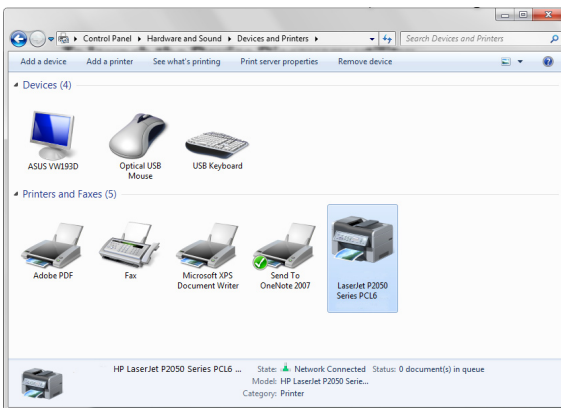 Control Panel ▸ Hardware and Sound ▸ Devices and Printers ▸
Search Devices and Printers
Add a device Add a printer See what's printing Print server properties Remove device
Devices (4)
ASUS VW193D
Optical USB
Mouse
USB Keyboard
Printers and Faxes (5)
Adobe PDF
Fax
Microsoft XPS
Document Writer
Send To
OneNote 2007
LaserJet P2050
Series PCL6
HP LaserJet P2050 Series PCL6 ... State: Network Connected Status: 0 document(s) in queue
Model: HP LaserJet P2050 Serie...
Category: Printer